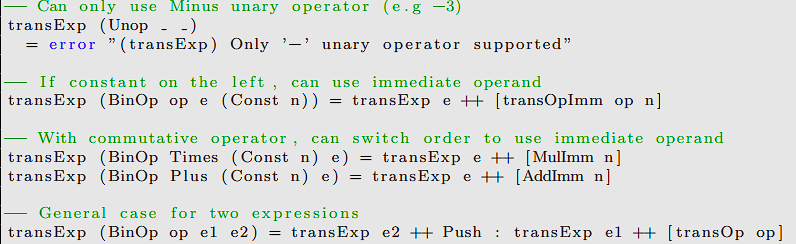 -- Can only use Minus unary operator (e.g -3)
transExp (Unop _ _)
= error "(transExp) Only '-' unary operator supported"
-- If constant on the left, can use immediate operand
transExp (BinOp op e (Const n)) = transExp e ++ [transOpImm op n]
-- With commutative operator, can switch order to use immediate operand
transExp (BinOp Times (Const n) e) = transExp e ++ [MulImm n]
transExp (BinOp Plus (Const n) e) = transExp e ++ [AddImm n]
-- General case for two expressions
transExp (BinOp op e1 e2) = transExp e2 ++ Push : transExp e1 ++ [transOp op]